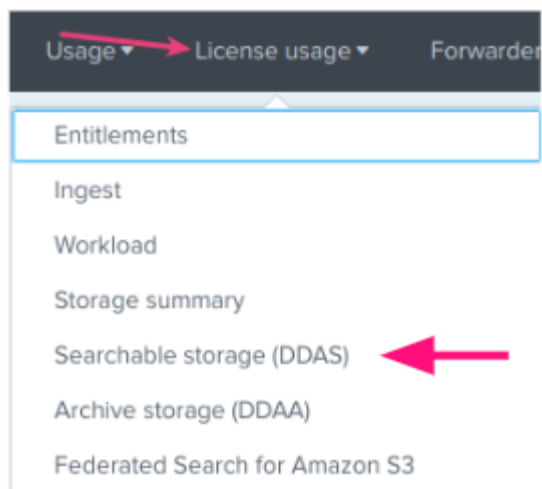 Usage ▾ License usage ▾ Forwarder
Entitlements
Ingest
Workload
Storage summary
Searchable storage (DDAS)
Archive storage (DDAA)
Federated Search for Amazon S3